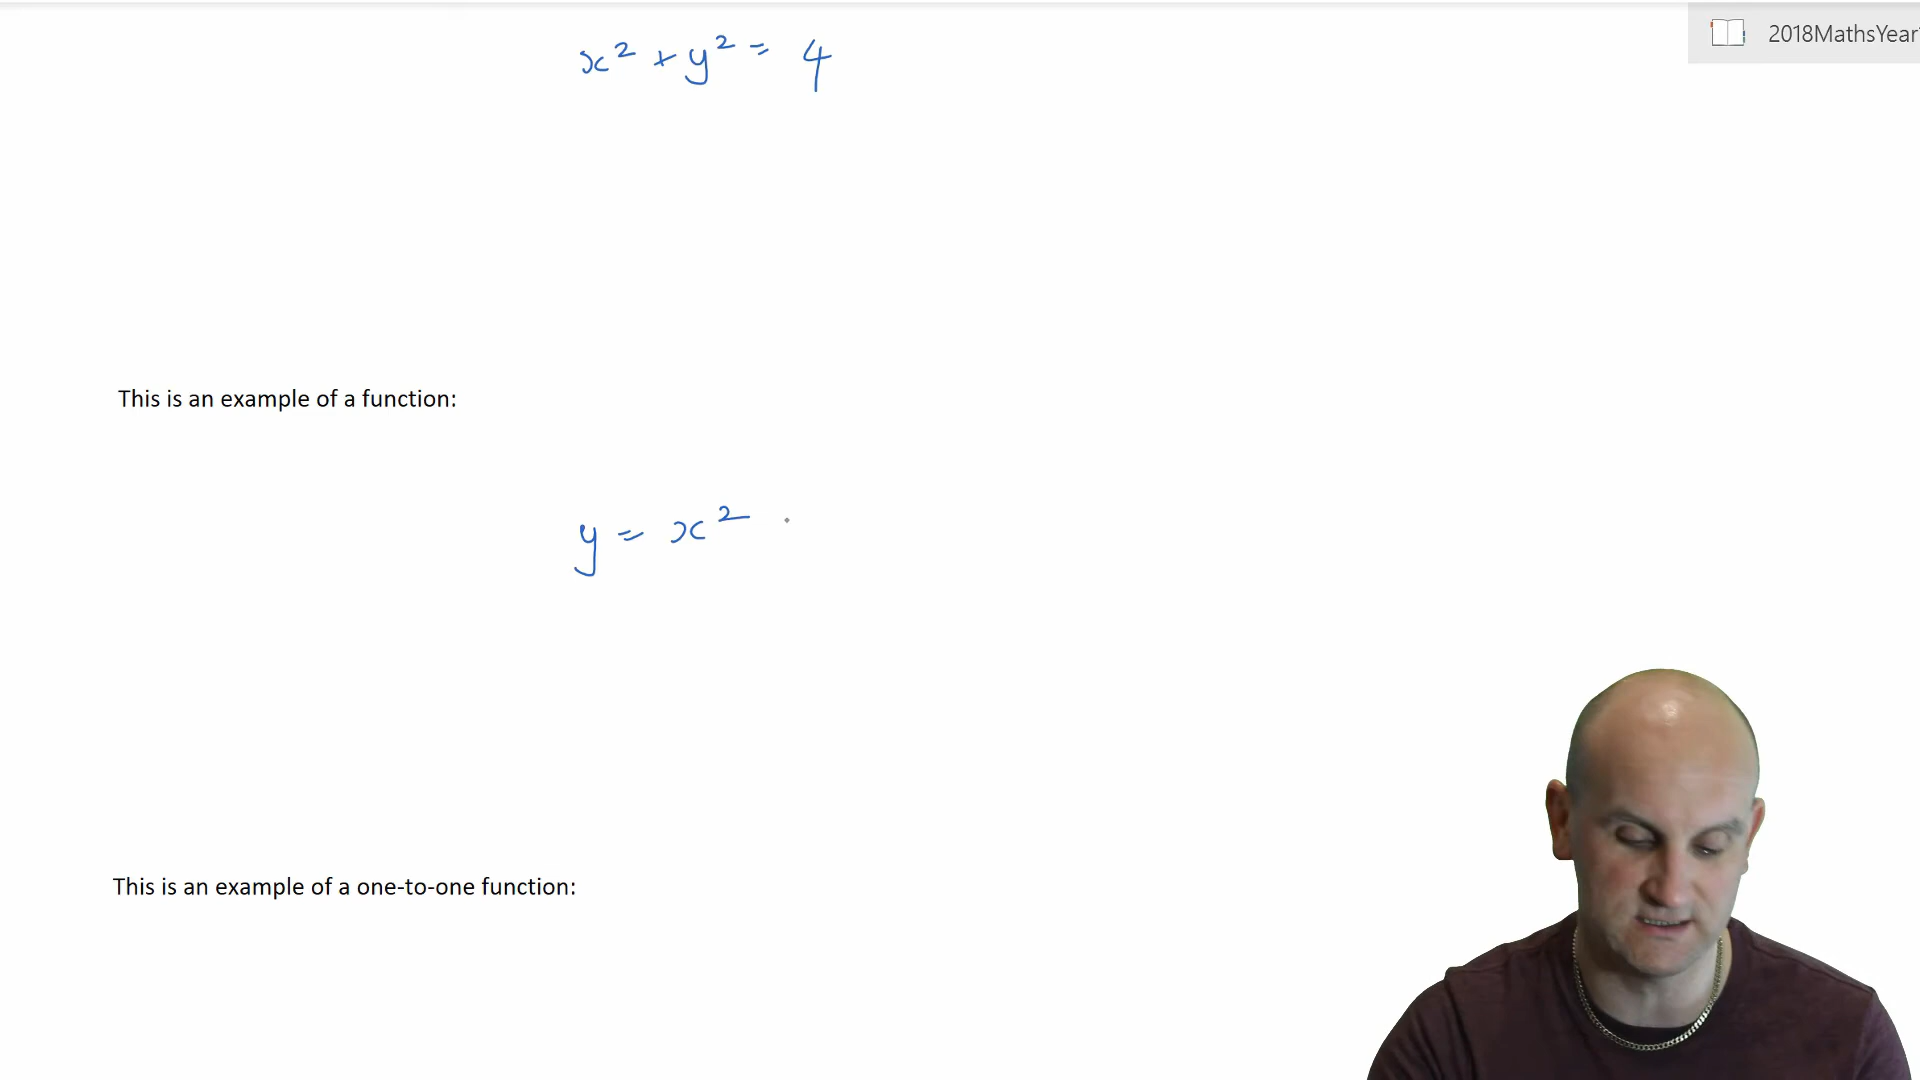 x² + y² = 4
2018MathsYear
This is an example of a function:
y = x²
This is an example of a one-to-one function: